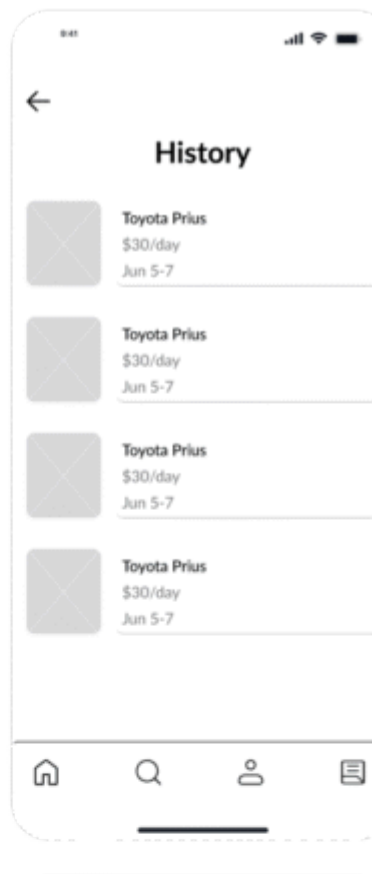 9:41
History
Toyota Prius
$30/day
Jun 5-7
Toyota Prius
$30/day
Jun 5-7
Toyota Prius
$30/day
Jun 5-7
Toyota Prius
$30/day
Jun 5-7